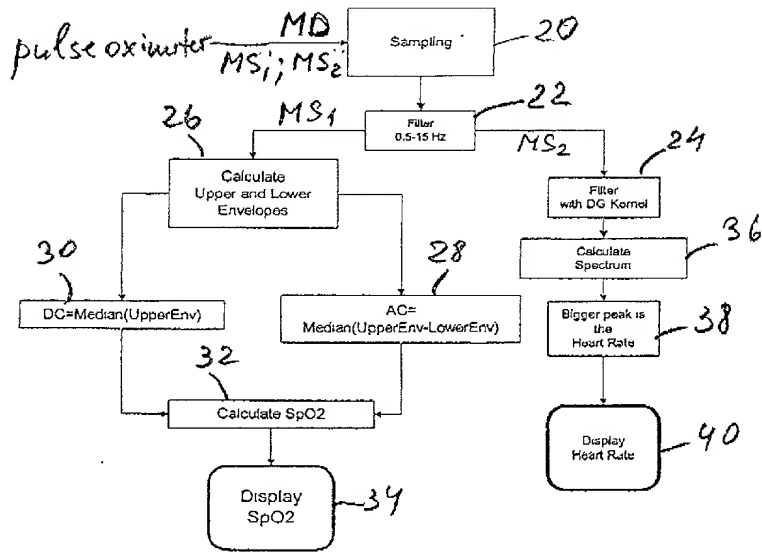 MD
pulse oximeter
MS₁; MS₂
Sampling
20
Filter
0.5-15 Hz
22
MS₁
MS₂
26
Calculate
Upper and Lower
Envelopes
24
Filter
with DG Kernel
30
28
36
Calculate
Spectrum
DC=Median(UpperEnv)
AC=
Median(UpperEnv-LowerEnv)
Bigger peak is
the
Heart Rate
38
32
Calculate SpO2
Display
Heart Rate
40
Display
SpO2
34